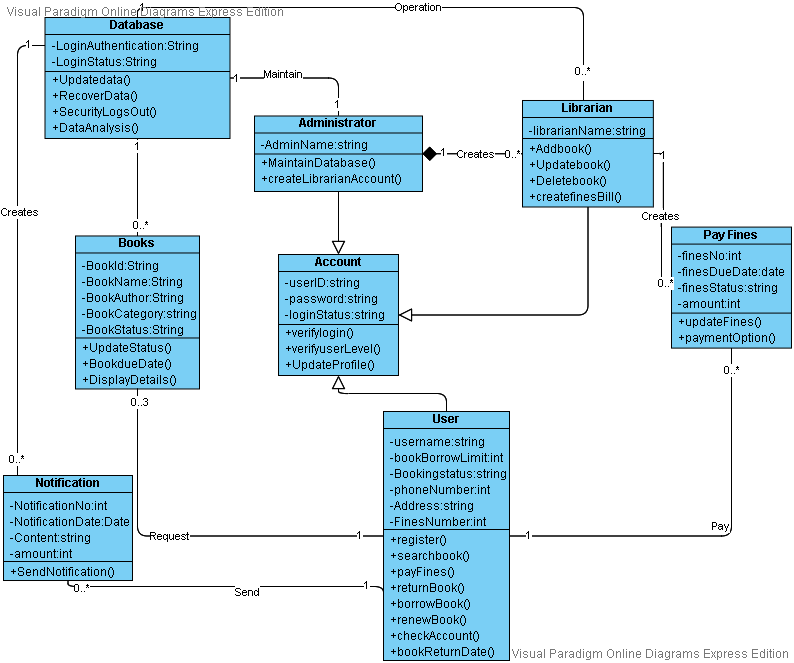 Visual Paradigm Online Diagrams Express Edition
1
Operation
0..*
Database
-LoginAuthentication:String
-LoginStatus:String
+Updatedata()
+RecoverData()
+SecurityLogsOut()
+DataAnalysis()
1
1
Maintain
1
1
Administrator
-AdminName:string
+MaintainDatabase()
+createLibrarianAccount()
1
Creates
0..*
Librarian
-librarianName:string
+Addbook()
+Updatebook()
+Deletebook()
+createfinesBill()
1
Creates
0..*
Creates
0..*
0..*
Books
-BookId:String
-BookName:String
-BookAuthor:String
-BookCategory:string
-BookStatus:String
+UpdateStatus()
+BookdueDate()
+DisplayDetails()
0..3
Account
-userID:string
-password:string
-loginStatus:string
+verifylogin()
+verifyuserLevel()
+UpdateProfile()
Pay Fines
-finesNo:int
-finesDueDate:date
-finesStatus:string
-amount:int
+updateFines()
+paymentOption()
0..*
User
-username:string
-bookBorrowLimit:int
-Bookingstatus:string
-phoneNumber:int
-Address:string
-FinesNumber:int
+register()
+searchbook()
+payFines()
+returnBook()
+borrowBook()
+renewBook()
+checkAccount()
+bookReturnDate()
Notification
-NotificationNo:int
-NotificationDate:Date
-Content:string
-amount:int
+SendNotification()
Request
1
1
Pay
0..*
Send
1
Visual Paradigm Online Diagrams Express Edition